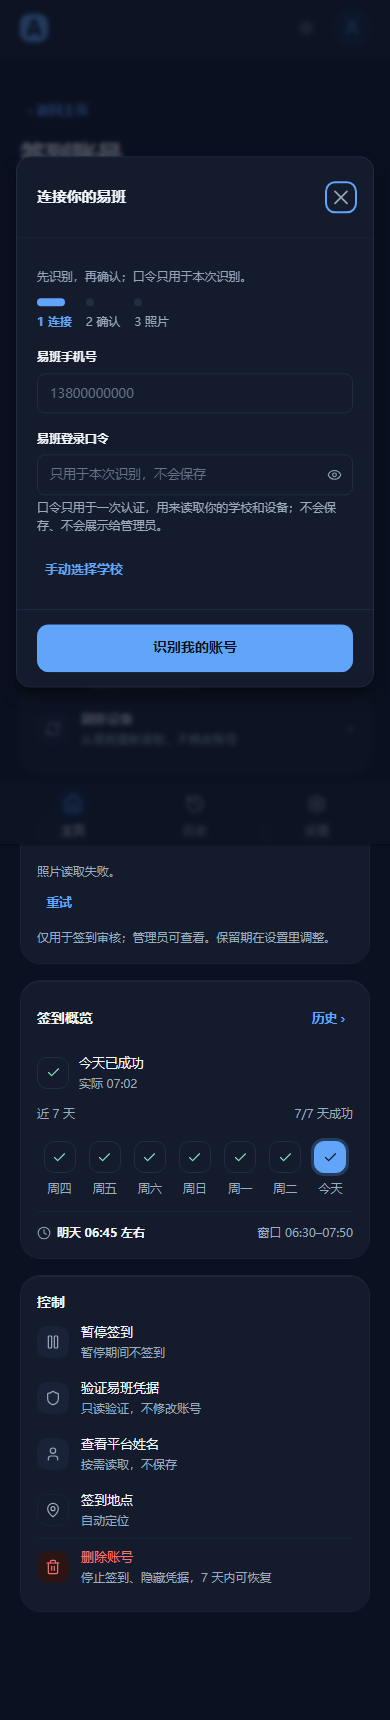 连接你的易班
先识别，再确认；口令只用于本次识别。
1 连接 2 确认 3 照片
易班手机号
13800000000
易班登录口令
只用于本次识别，不会保存
口令只用于一次认证，用来读取你的学校和设备；不会保
存、不会展示给管理员。
手动选择学校
识别我的账号
照片读取失败。
重试
仅用于签到审核；管理员可查看。保留期在设置里调整。
签到概览 历史 ›
今天已成功
实际 07:02
近 7 天 7/7 天成功
周四 周五 周六 周日 周一 周二 今天
明天 06:45 左右 窗口 06:30–07:50
控制
暂停签到
暂停期间不签到
验证易班凭据
只读验证，不修改账号
查看平台姓名
按需读取，不保存
签到地点
自动定位
删除账号
停止签到、隐藏凭据，7 天内可恢复